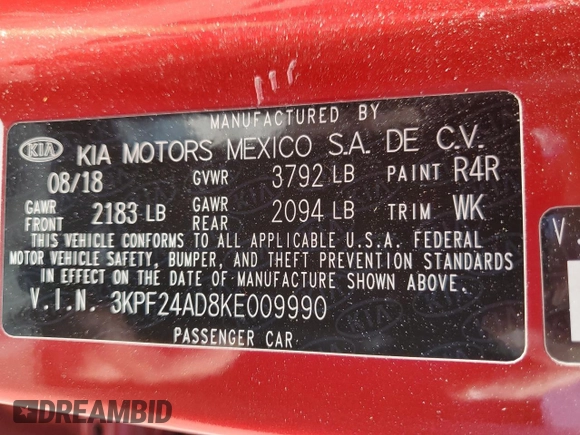 MANUFACTURED BY
KIA KIA MOTORS MEXICO S.A. DE C.V.
08/18 GVWR 3792 LB PAINT R4R
GAWR FRONT 2183 LB GAWR REAR 2094 LB TRIM WK
THIS VEHICLE CONFORMS TO ALL APPLICABLE U.S.A. FEDERAL
MOTOR VEHICLE SAFETY, BUMPER, AND THEFT PREVENTION STANDARDS
IN EFFECT ON THE DATE OF MANUFACTURE SHOWN ABOVE.
V.I.N. 3KPF24AD8KE009990
PASSENGER CAR
V
DREAMBID